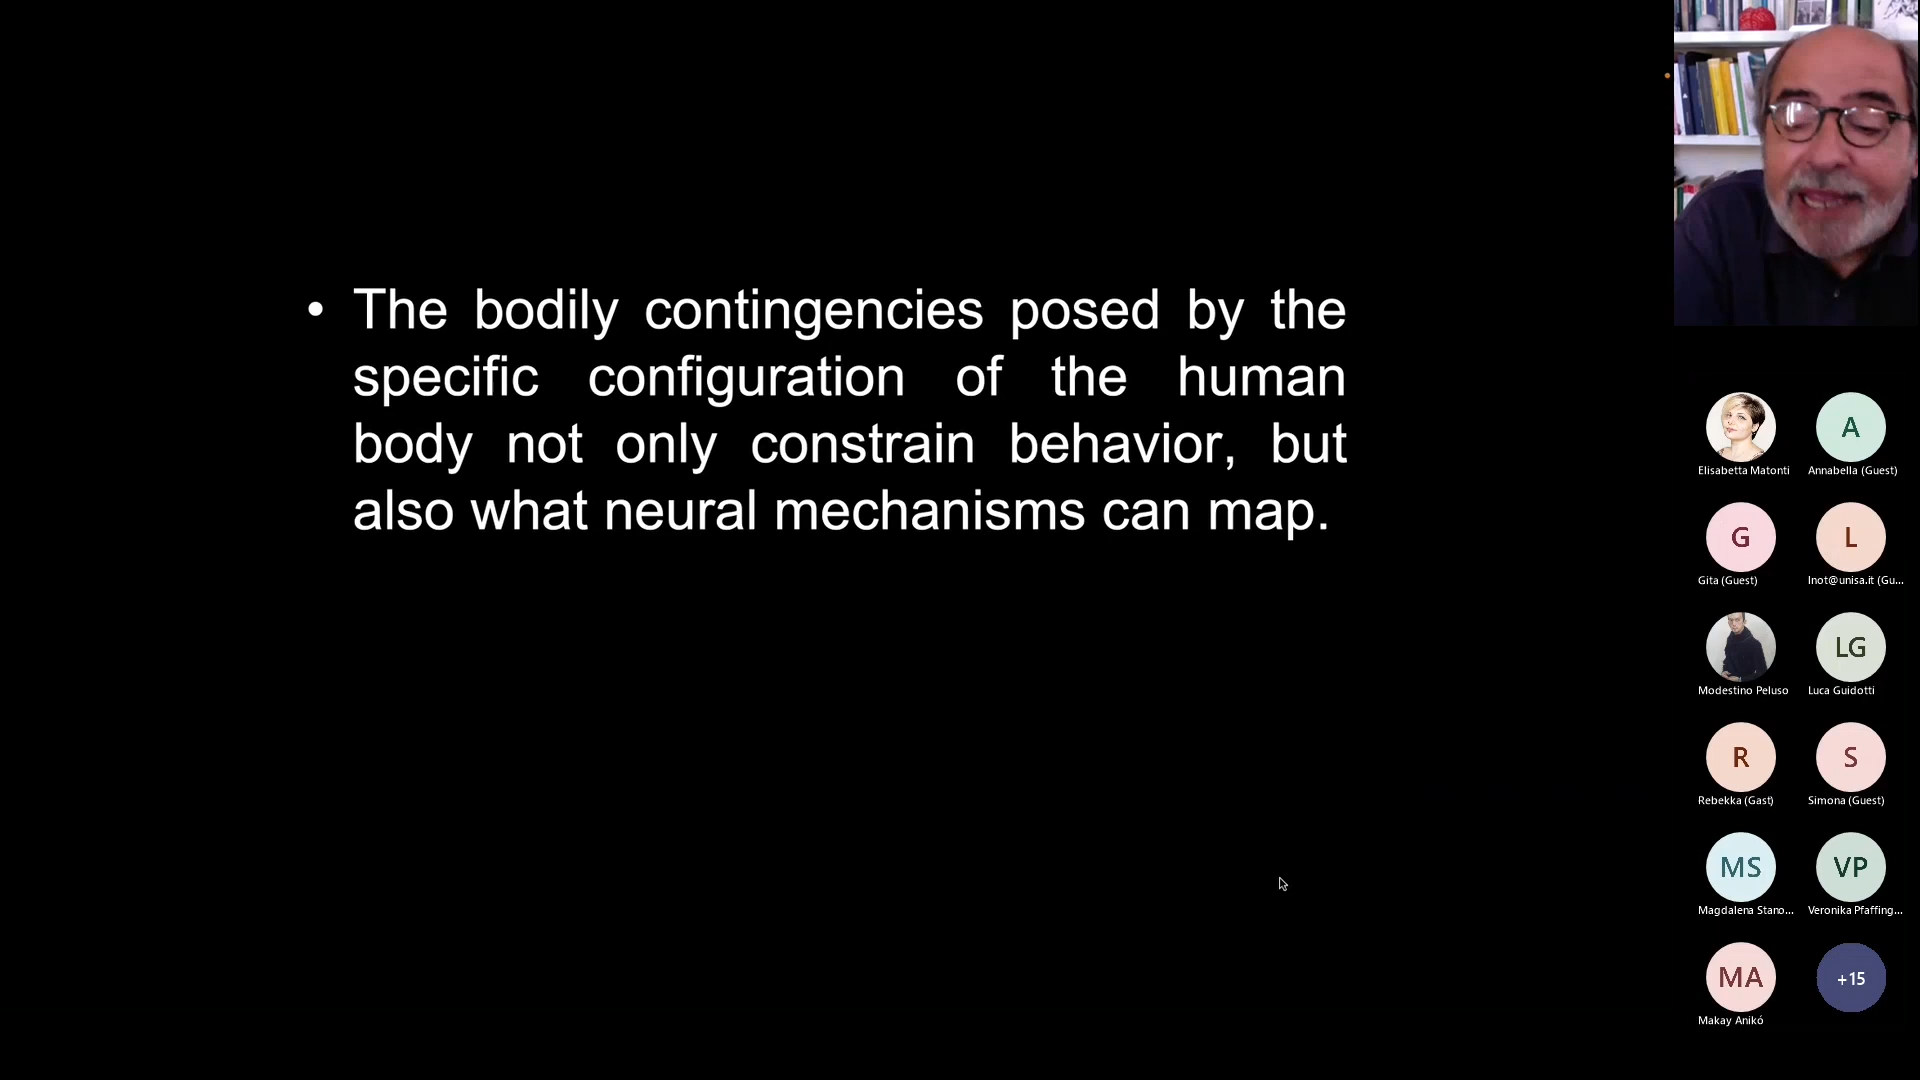 • The bodily contingencies posed by the
specific configuration of the human
body not only constrain behavior, but
also what neural mechanisms can map.
Elisabetta Matonti
A
Annabella (Guest)
G
Gita (Guest)
L
lnot@unisa.it (Gu...
Modestino Peluso
LG
Luca Guidotti
R
Rebekka (Gast)
S
Simona (Guest)
MS
Magdalena Stano...
VP
Veronika Pfaffing...
MA
Makay Anikó
+15